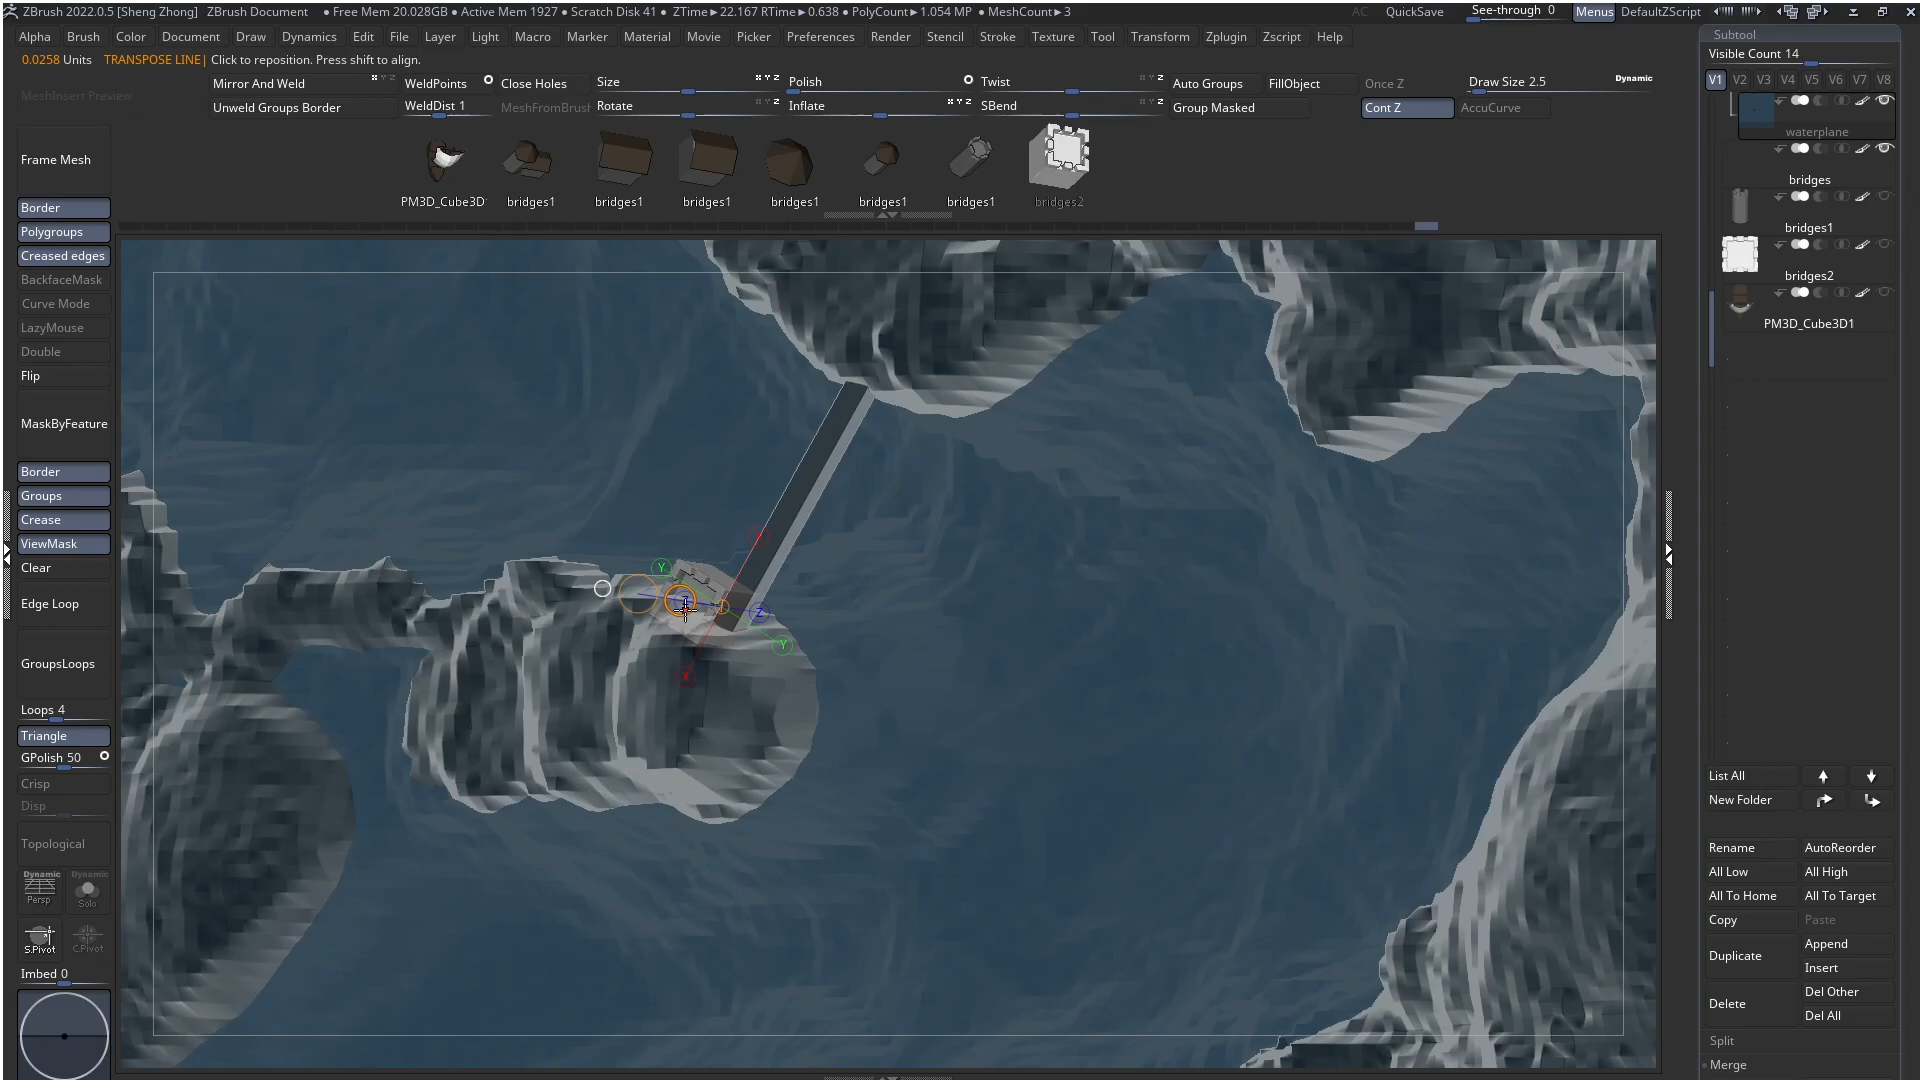 ZBrush 2022.0.5 [Sheng Zhong] ZBrush Document ● Free Mem 20.028GB ● Active Mem 1927 ● Scratch Disk 41 ● ZTime►22.167 RTime►0.638 ● PolyCount►1.054 MP ● MeshCount►3 AC QuickSave See-through 0 Menus DefaultZScript
Alpha Brush Color Document Draw Dynamics Edit File Layer Light Macro Marker Material Movie Picker Preferences Render Stencil Stroke Texture Tool Transform Zplugin Zscript Help
0.0258 Units TRANSPOSE LINE| Click to reposition. Press shift to align.
MeshInsert Preview
Mirror And Weld WeldPoints Close Holes Size Polish Twist Auto Groups FillObject Once Z Draw Size 2.5 Dynamic
Unweld Groups Border WeldDist 1 MeshFromBrush Rotate Inflate SBend Group Masked Cont Z AccuCurve
PM3D_Cube3D bridges1 bridges1 bridges1 bridges1 bridges1 bridges1 bridges2
Frame Mesh
Border
Polygroups
Creased edges
BackfaceMask
Curve Mode
LazyMouse
Double
Flip
MaskByFeature
Border
Groups
Crease
ViewMask
Clear
Edge Loop
GroupsLoops
Loops 4
Triangle
GPolish 50
Crisp
Disp
Topological
Dynamic Dynamic
Persp Solo
S.Pivot C.Pivot
Imbed 0
Y
Z
Y
X
Subtool
Visible Count 14
V1 V2 V3 V4 V5 V6 V7 V8
waterplane
bridges
bridges1
bridges2
PM3D_Cube3D1
List All
New Folder
Rename AutoReorder
All Low All High
All To Home All To Target
Copy Paste
Duplicate Append
Insert
Delete Del Other
Del All
Split
Merge